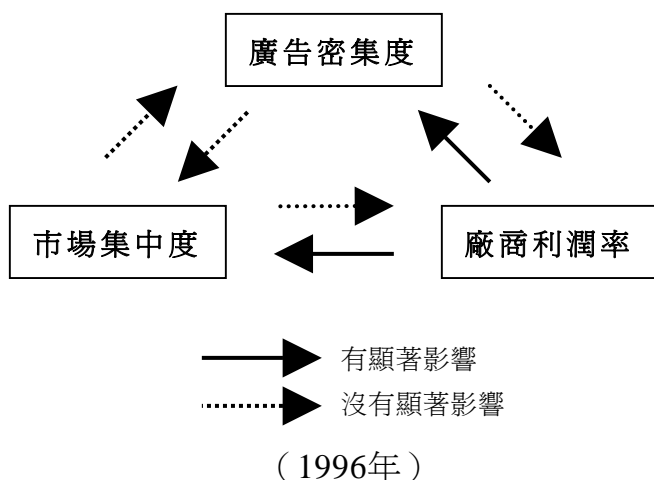 廣告密集度
市場集中度
廠商利潤率
有顯著影響
沒有顯著影響
（1996年）